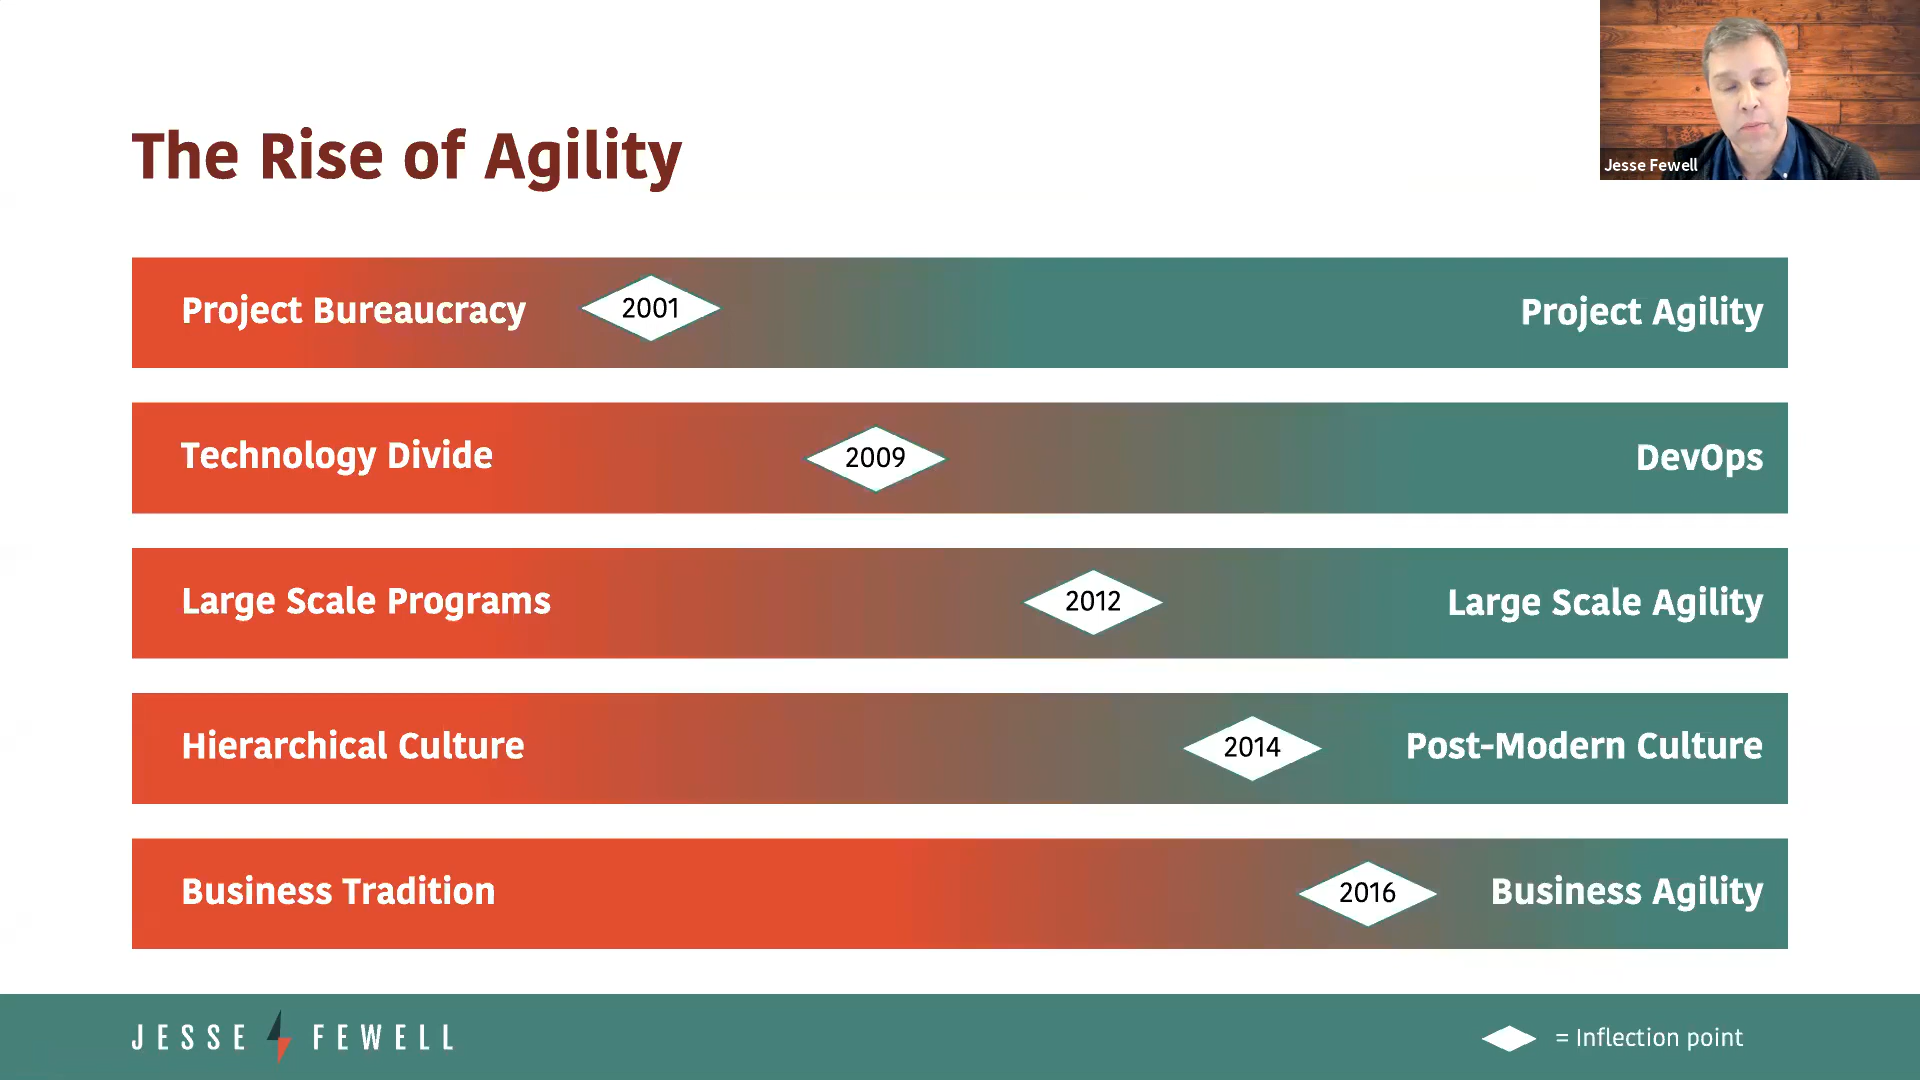 The Rise of Agility
Jesse Fewell
Project Bureaucracy 2001 Project Agility
Technology Divide 2009 DevOps
Large Scale Programs 2012 Large Scale Agility
Hierarchical Culture 2014 Post-Modern Culture
Business Tradition 2016 Business Agility
JESSE FEWELL
= Inflection point